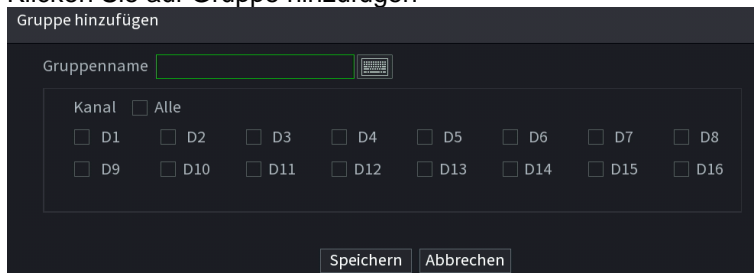 Klicken Sie auf Gruppe hinzufügen
Gruppe hinzufügen
Gruppenname
Kanal Alle
D1 D2 D3 D4 D5 D6 D7 D8
D9 D10 D11 D12 D13 D14 D15 D16
Speichern Abbrechen